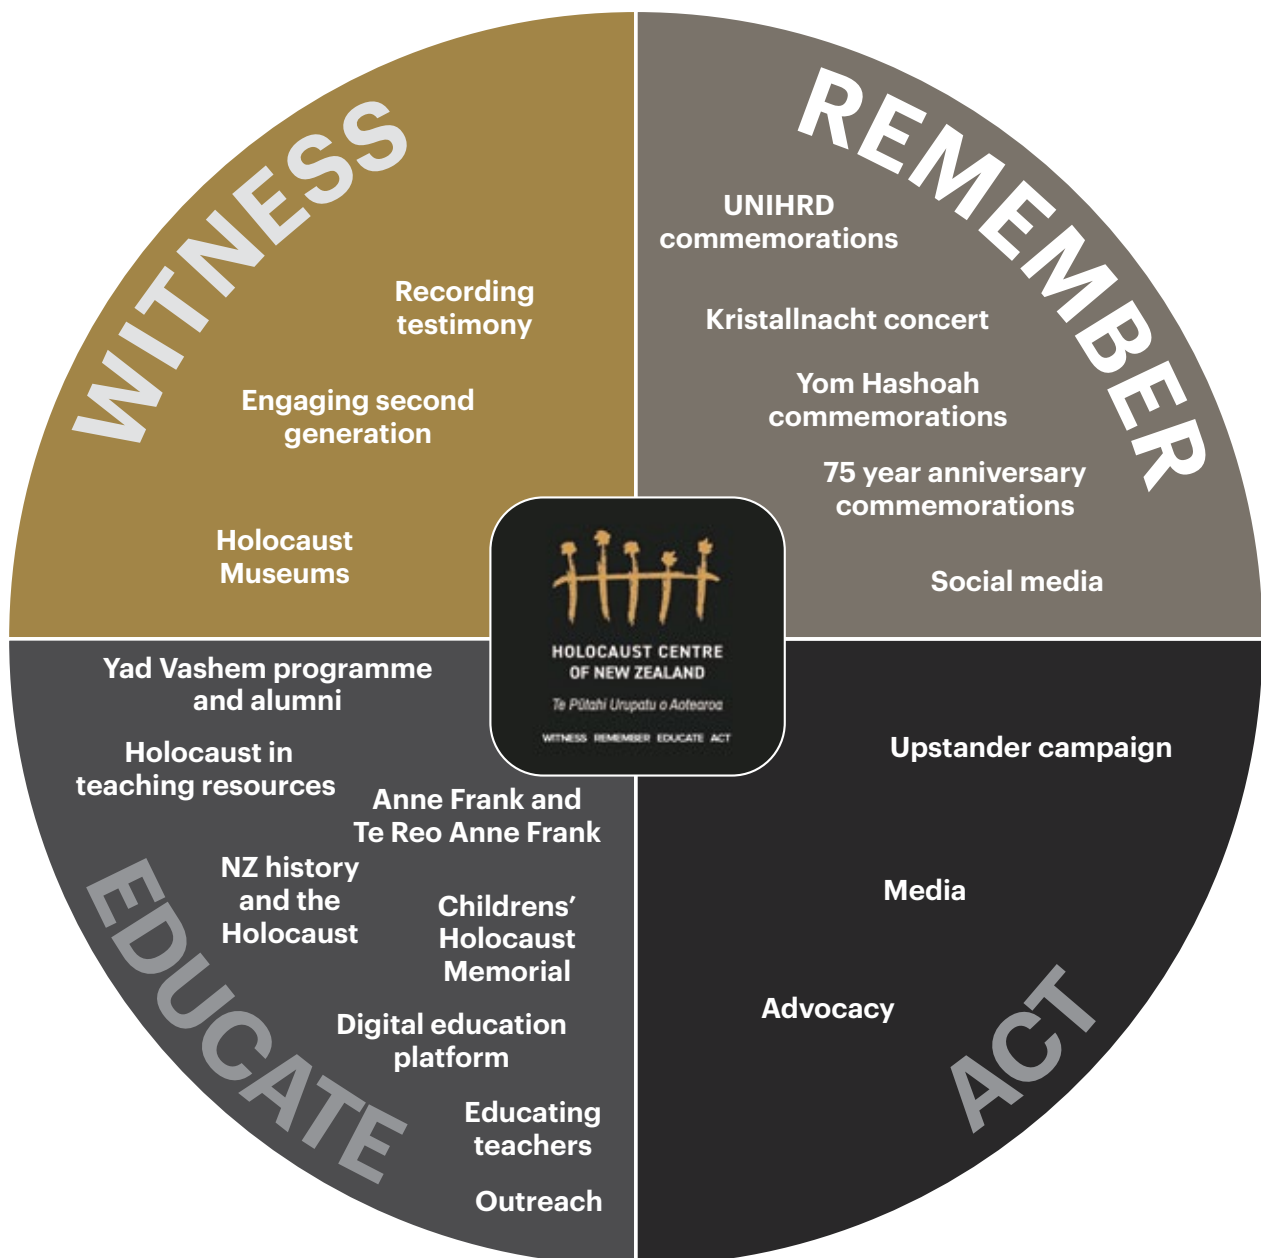 WITNESS
Recording
testimony
Engaging second
generation
Holocaust
Museums
REMEMBER
UNIHRD
commemorations
Kristallnacht concert
Yom Hashoah
commemorations
75 year anniversary
commemorations
Social media
HOLOCAUST CENTRE
OF NEW ZEALAND
Te Pūtahi Urupatu o Aotearoa
WITNESS REMEMBER EDUCATE ACT
Yad Vashem programme
and alumni
Holocaust in
teaching resources
Anne Frank and
Te Reo Anne Frank
NZ history
and the
Holocaust
Childrens’
Holocaust
Memorial
Digital education
platform
Educating
teachers
Outreach
EDUCATE
Upstander campaign
Media
Advocacy
ACT